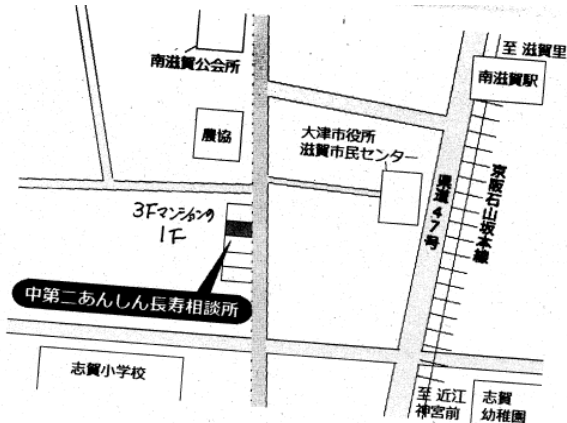 至 滋賀里
南滋賀駅
南滋賀公会所
農協
大津市役所
滋賀市民センター
県道47号
京阪石山坂本線
3Fマンションの
1F
中第二あんしん長寿相談所
志賀小学校
至 近江
神宮前
志賀
幼稚園